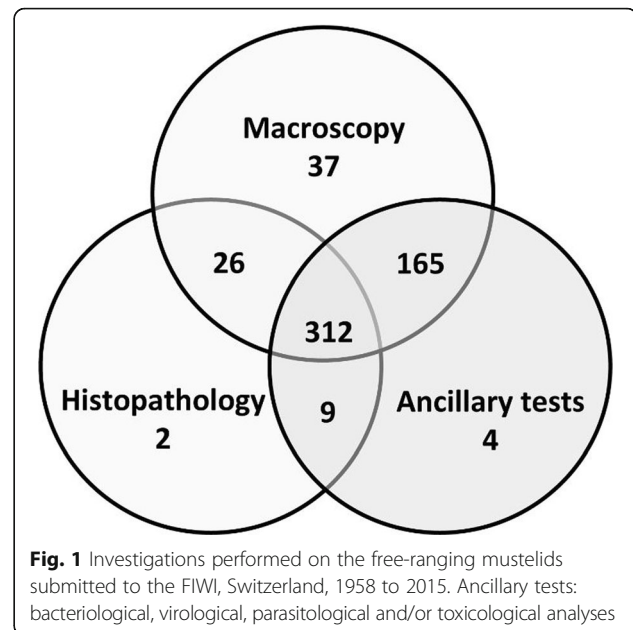 Macroscopy
37
26
165
312
Histopathology
2
9
Ancillary tests
4
Fig. 1 Investigations performed on the free-ranging mustelids
submitted to the FIWI, Switzerland, 1958 to 2015. Ancillary tests:
bacteriological, virological, parasitological and/or toxicological analyses